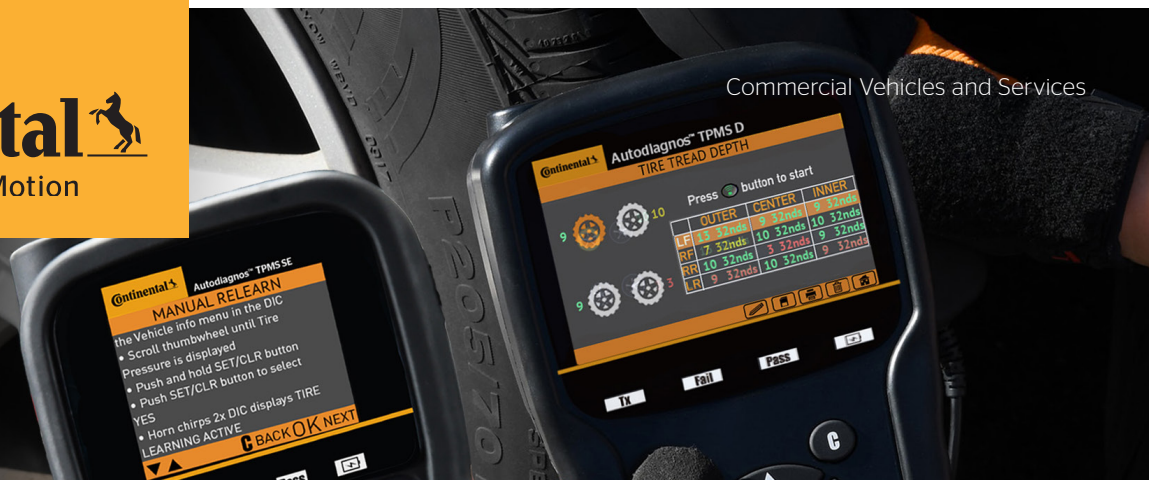 Commercial Vehicles and Services
tal
Motion
Continental
Autodiagnos™ TPMS SE
MANUAL RELEARN
the Vehicle info menu in the DIC
• Scroll thumbwheel until Tire
Pressure is displayed
• Push and hold SET/CLR button
• Push SET/CLR button to select
YES
• Horn chirps 2x DIC displays TIRE
LEARNING ACTIVE
C BACK OK NEXT
Continental
Autodiagnos™ TPMS D
TIRE TREAD DEPTH
Press button to start
9 10
9 3
OUTER CENTER INNER
LF 13 32nds 9 32nds 9 32nds
RF 7 32nds 10 32nds 10 32nds
RR 10 32nds 3 32nds 9 32nds
LR 9 32nds 10 32nds 9 32nds
Tx Fail Pass
C
P205/70